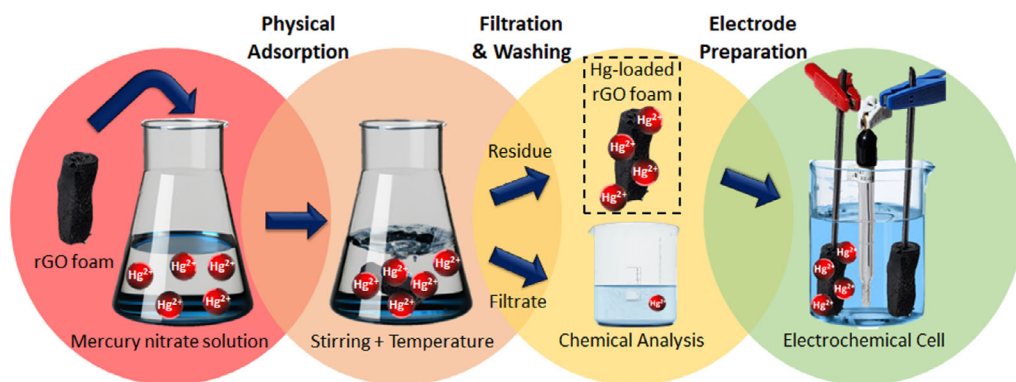 Physical
Adsorption
Filtration
& Washing
Electrode
Preparation
rGO foam
Hg²⁺
Hg²⁺
Hg²⁺
Hg²⁺
Hg²⁺
Mercury nitrate solution
Hg²⁺
Hg²⁺
Hg²⁺
Hg²⁺
Hg²⁺
Stirring + Temperature
Residue
Filtrate
Hg-loaded
rGO foam
Hg²⁺
Hg²⁺
Hg²⁺
Hg²⁺
Hg²⁺
Chemical Analysis
Hg²⁺
Hg²⁺
Hg²⁺
Hg²⁺
Electrochemical Cell